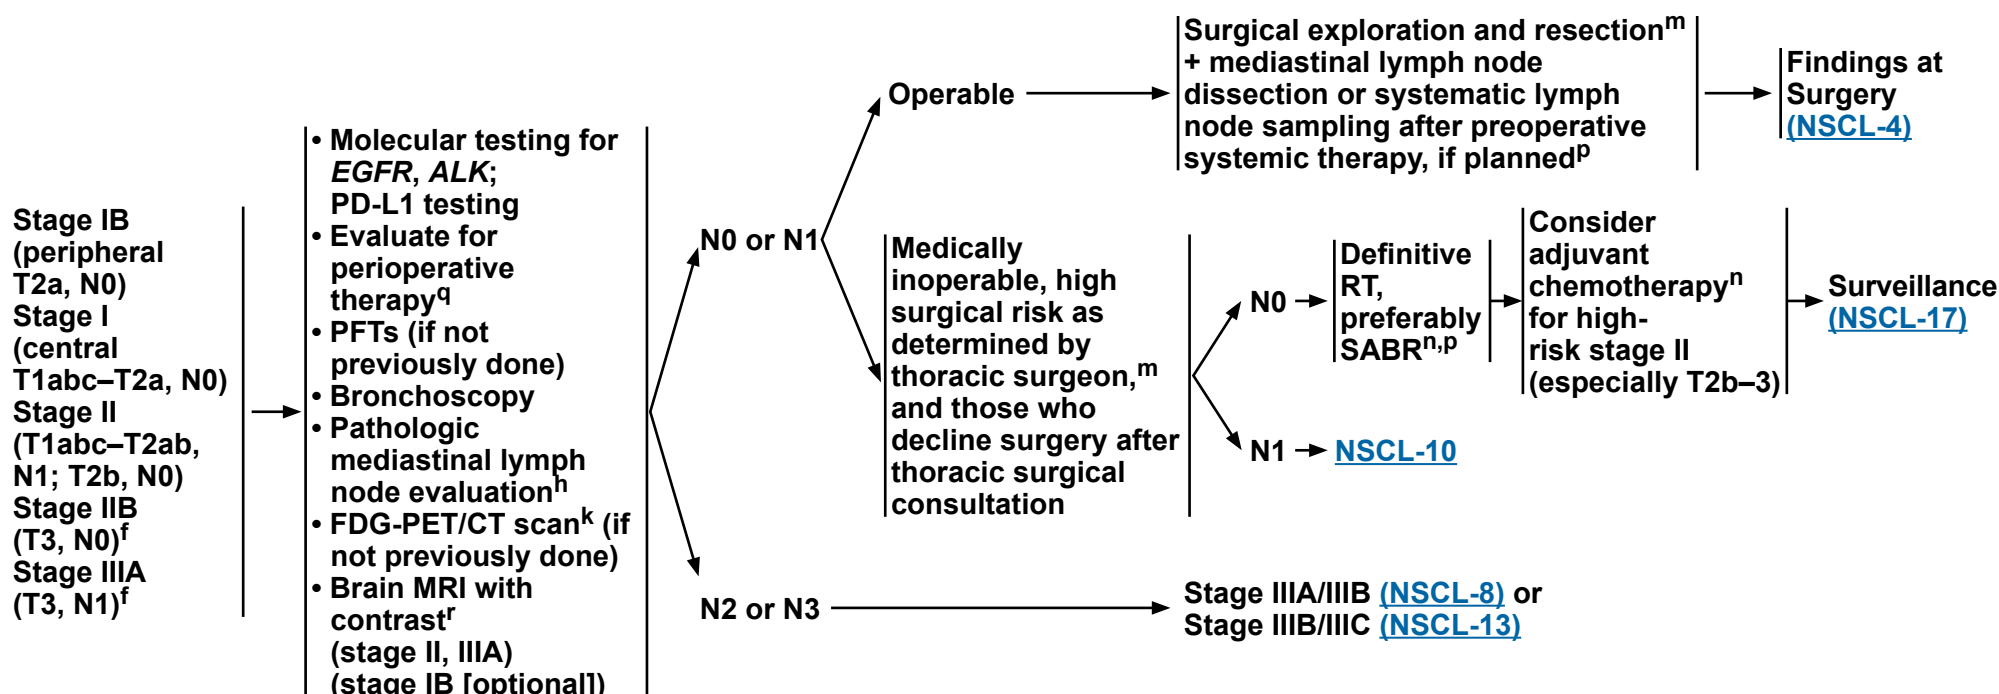 Stage IB
(peripheral
T2a, N0)
Stage I
(central
T1abc–T2a, N0)
Stage II
(T1abc–T2ab,
N1; T2b, N0)
Stage IIB
(T3, N0)f
Stage IIIA
(T3, N1)f
• Molecular testing for
EGFR, ALK;
PD-L1 testing
• Evaluate for
perioperative
therapyq
• PFTs (if not
previously done)
• Bronchoscopy
• Pathologic
mediastinal lymph
node evaluationh
• FDG-PET/CT scank (if
not previously done)
• Brain MRI with
contrastr
(stage II, IIIA)
(stage IB [optional])
N0 or N1
Operable
Surgical exploration and resectionm
+ mediastinal lymph node
dissection or systematic lymph
node sampling after preoperative
systemic therapy, if plannedp
Findings at
Surgery
(NSCL-4)
Medically
inoperable, high
surgical risk as
determined by
thoracic surgeon,m
and those who
decline surgery after
thoracic surgical
consultation
N0
Definitive
RT,
preferably
SABRn,p
Consider
adjuvant
chemotherapyn
for high-
risk stage II
(especially T2b–3)
Surveillance
(NSCL-17)
N1
NSCL-10
N2 or N3
Stage IIIA/IIIB (NSCL-8) or
Stage IIIB/IIIC (NSCL-13)